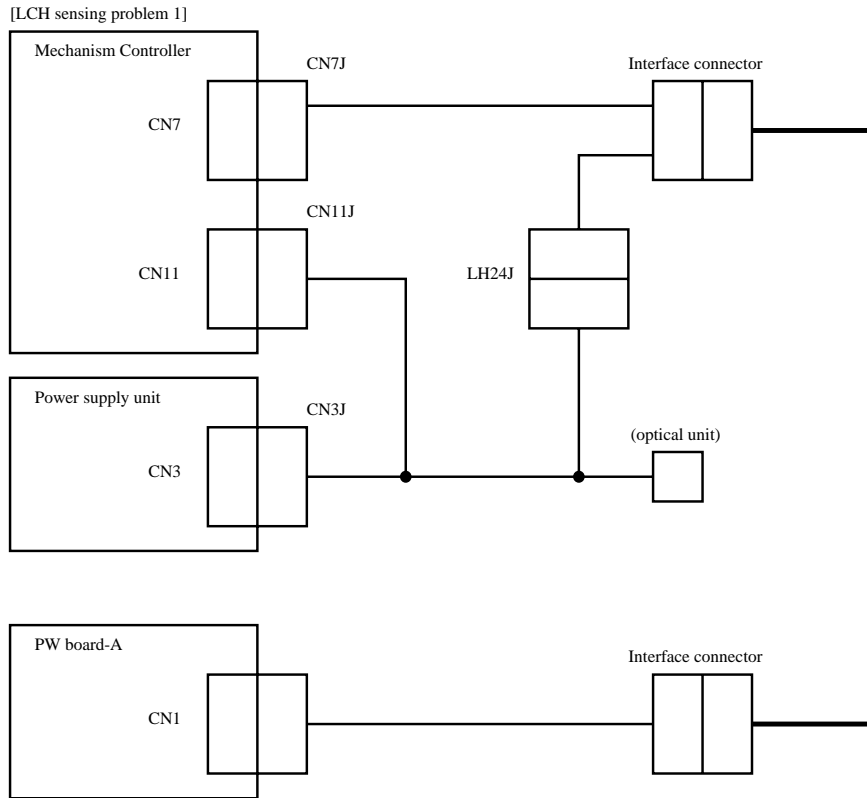 [LCH sensing problem 1]
Mechanism Controller
CN7J
Interface connector
CN7
CN11J
CN11
LH24J
Power supply unit
CN3J
(optical unit)
CN3
PW board-A
Interface connector
CN1